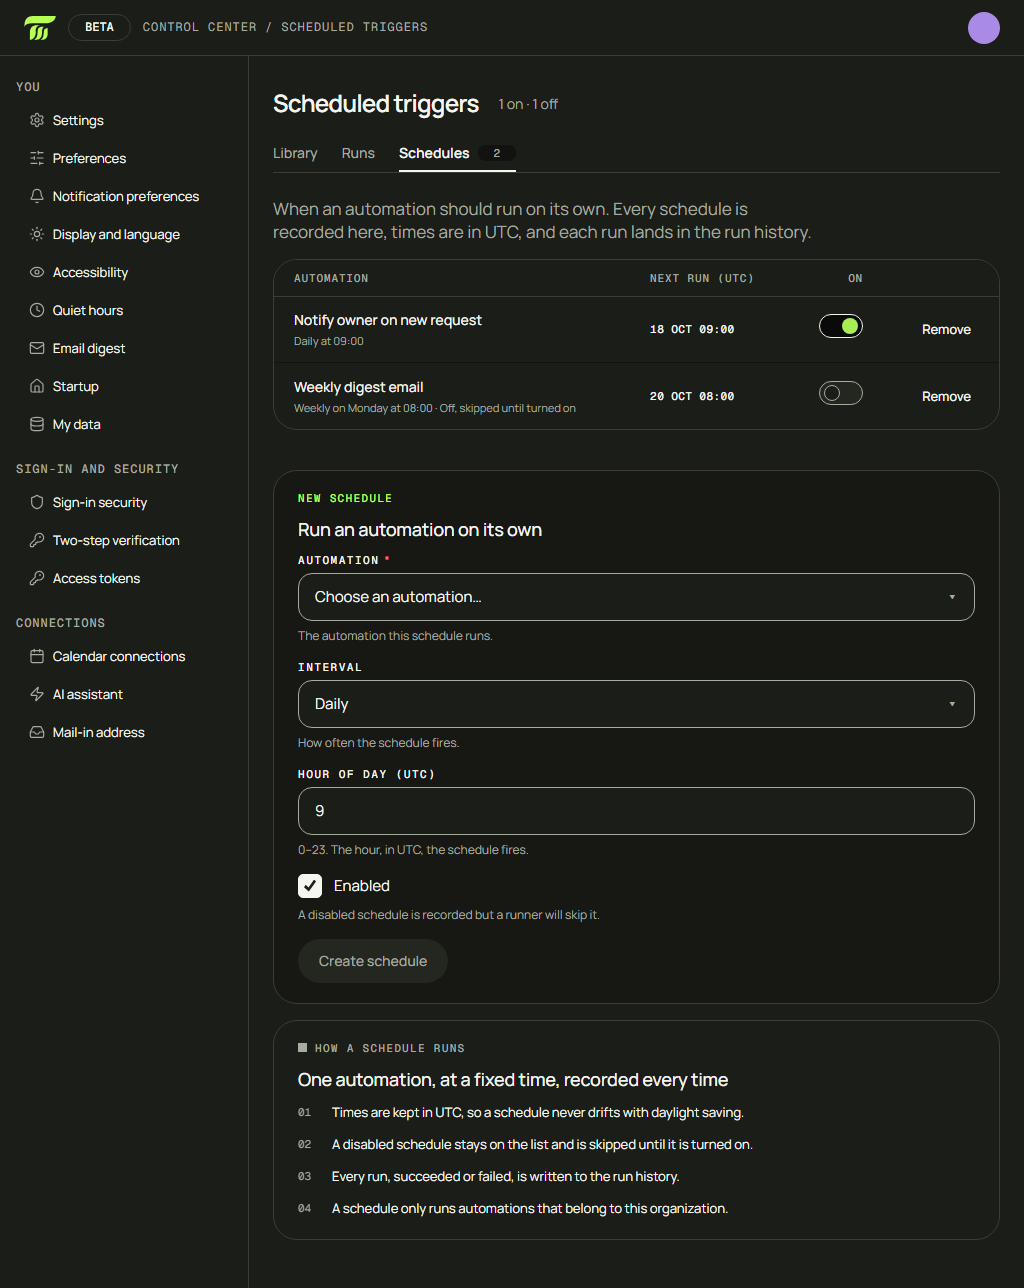 BETA
CONTROL CENTER / SCHEDULED TRIGGERS
YOU
Settings
Preferences
Notification preferences
Display and language
Accessibility
Quiet hours
Email digest
Startup
My data
SIGN-IN AND SECURITY
Sign-in security
Two-step verification
Access tokens
CONNECTIONS
Calendar connections
AI assistant
Mail-in address
Scheduled triggers 1 on · 1 off
Library Runs Schedules 2
When an automation should run on its own. Every schedule is
recorded here, times are in UTC, and each run lands in the run history.
AUTOMATION NEXT RUN (UTC) ON
Notify owner on new request
Daily at 09:00
18 OCT 09:00
Remove
Weekly digest email
Weekly on Monday at 08:00 · Off, skipped until turned on
20 OCT 08:00
Remove
NEW SCHEDULE
Run an automation on its own
AUTOMATION *
Choose an automation…
The automation this schedule runs.
INTERVAL
Daily
How often the schedule fires.
HOUR OF DAY (UTC)
9
0–23. The hour, in UTC, the schedule fires.
Enabled
A disabled schedule is recorded but a runner will skip it.
Create schedule
HOW A SCHEDULE RUNS
One automation, at a fixed time, recorded every time
01 Times are kept in UTC, so a schedule never drifts with daylight saving.
02 A disabled schedule stays on the list and is skipped until it is turned on.
03 Every run, succeeded or failed, is written to the run history.
04 A schedule only runs automations that belong to this organization.